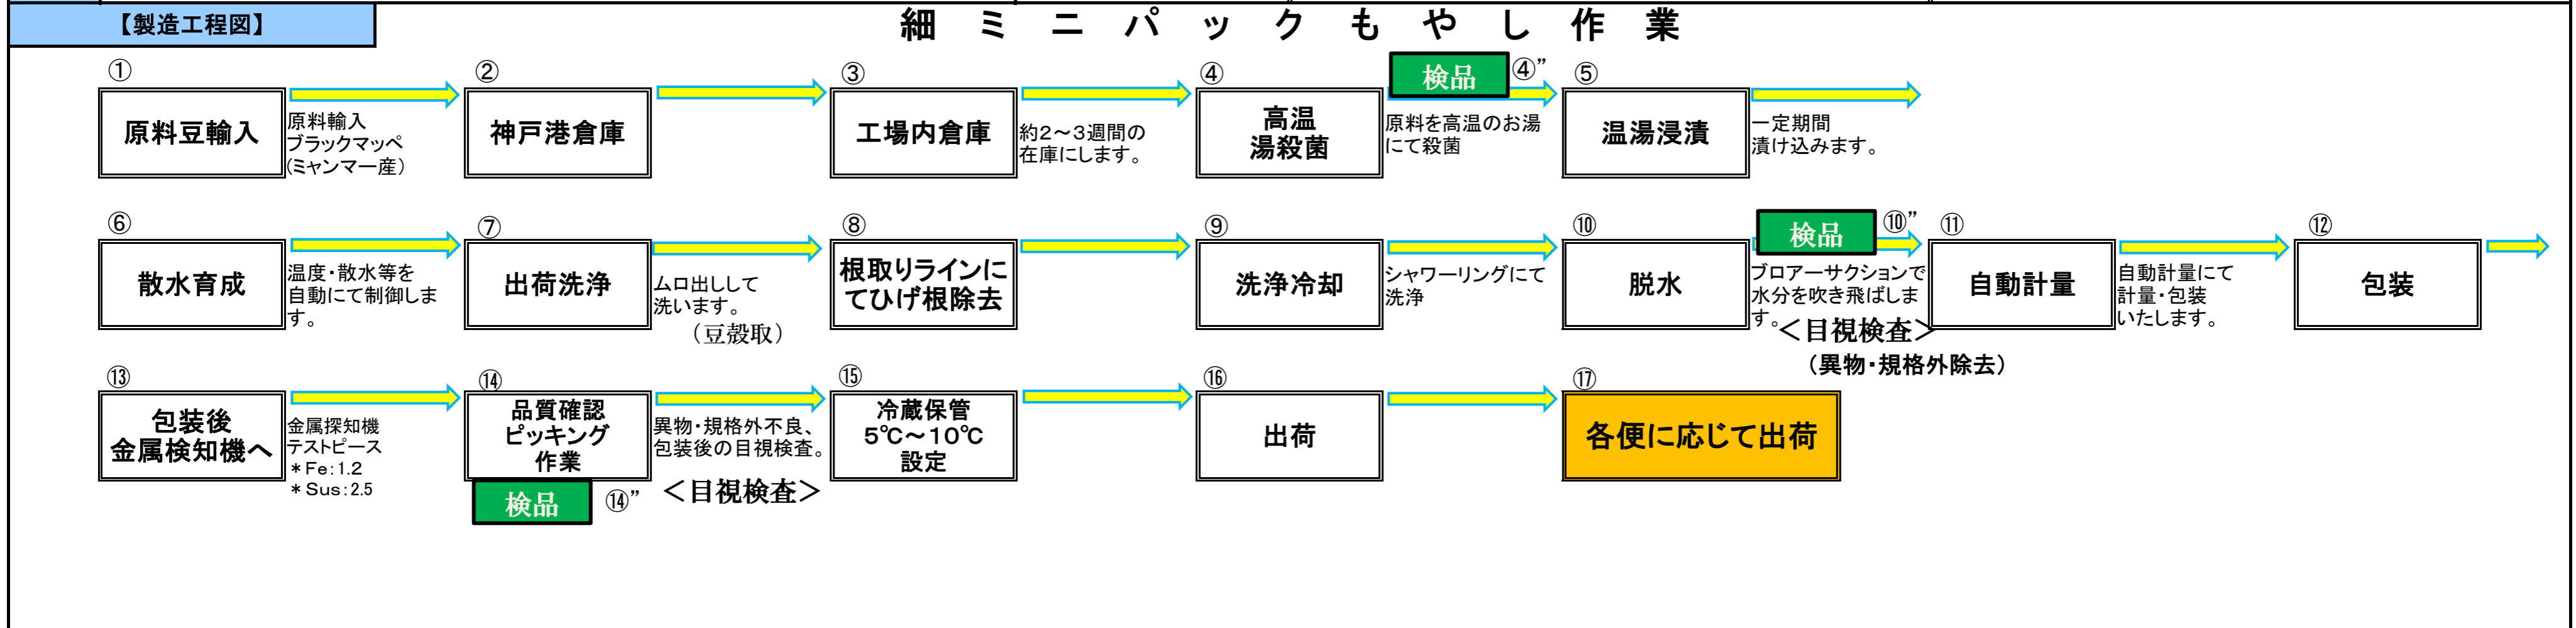 【製造工程図】
細ミニパックもやし作業
①
原料豆輸入
原料輸入
ブラックマッペ
(ミャンマー産)
②
神戸港倉庫
③
工場内倉庫
約2~3週間の
在庫にします。
④
高温
湯殺菌
検品
④”
原料を高温のお湯
にて殺菌
⑤
温湯浸漬
一定期間
漬け込みます。
⑥
散水育成
温度・散水等を
自動にて制御しま
す。
⑦
出荷洗浄
ムロ出しして
洗います。
(豆殻取)
⑧
根取りラインに
てひげ根除去
⑨
洗浄冷却
シャワーリングにて
洗浄
⑩
脱水
検品
⑩”
ブロアーサクションで
水分を吹き飛ばしま
す。
<目視検査>
(異物・規格外除去)
⑪
自動計量
自動計量にて
計量・包装
いたします。
⑫
包装
⑬
包装後
金属検知機へ
金属探知機
テストピース
*Fe:1.2
*Sus:2.5
⑭
品質確認
ピッキング
作業
検品
⑭”
異物・規格外不良、
包装後の目視検査。
<目視検査>
⑮
冷蔵保管
5℃~10℃
設定
⑯
出荷
⑰
各便に応じて出荷